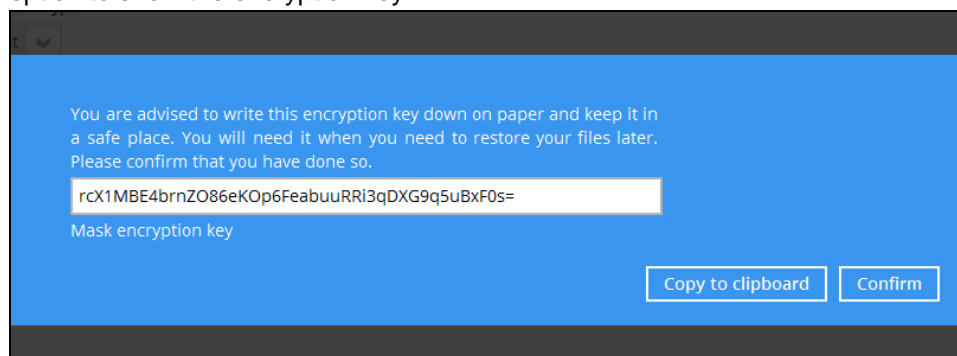 t
You are advised to write this encryption key down on paper and keep it in
a safe place. You will need it when you need to restore your files later.
Please confirm that you have done so.
rcX1MBE4brnZO86eKOp6FeabuuRRi3qDXG9q5uBxF0s=
Mask encryption key
Copy to clipboard Confirm